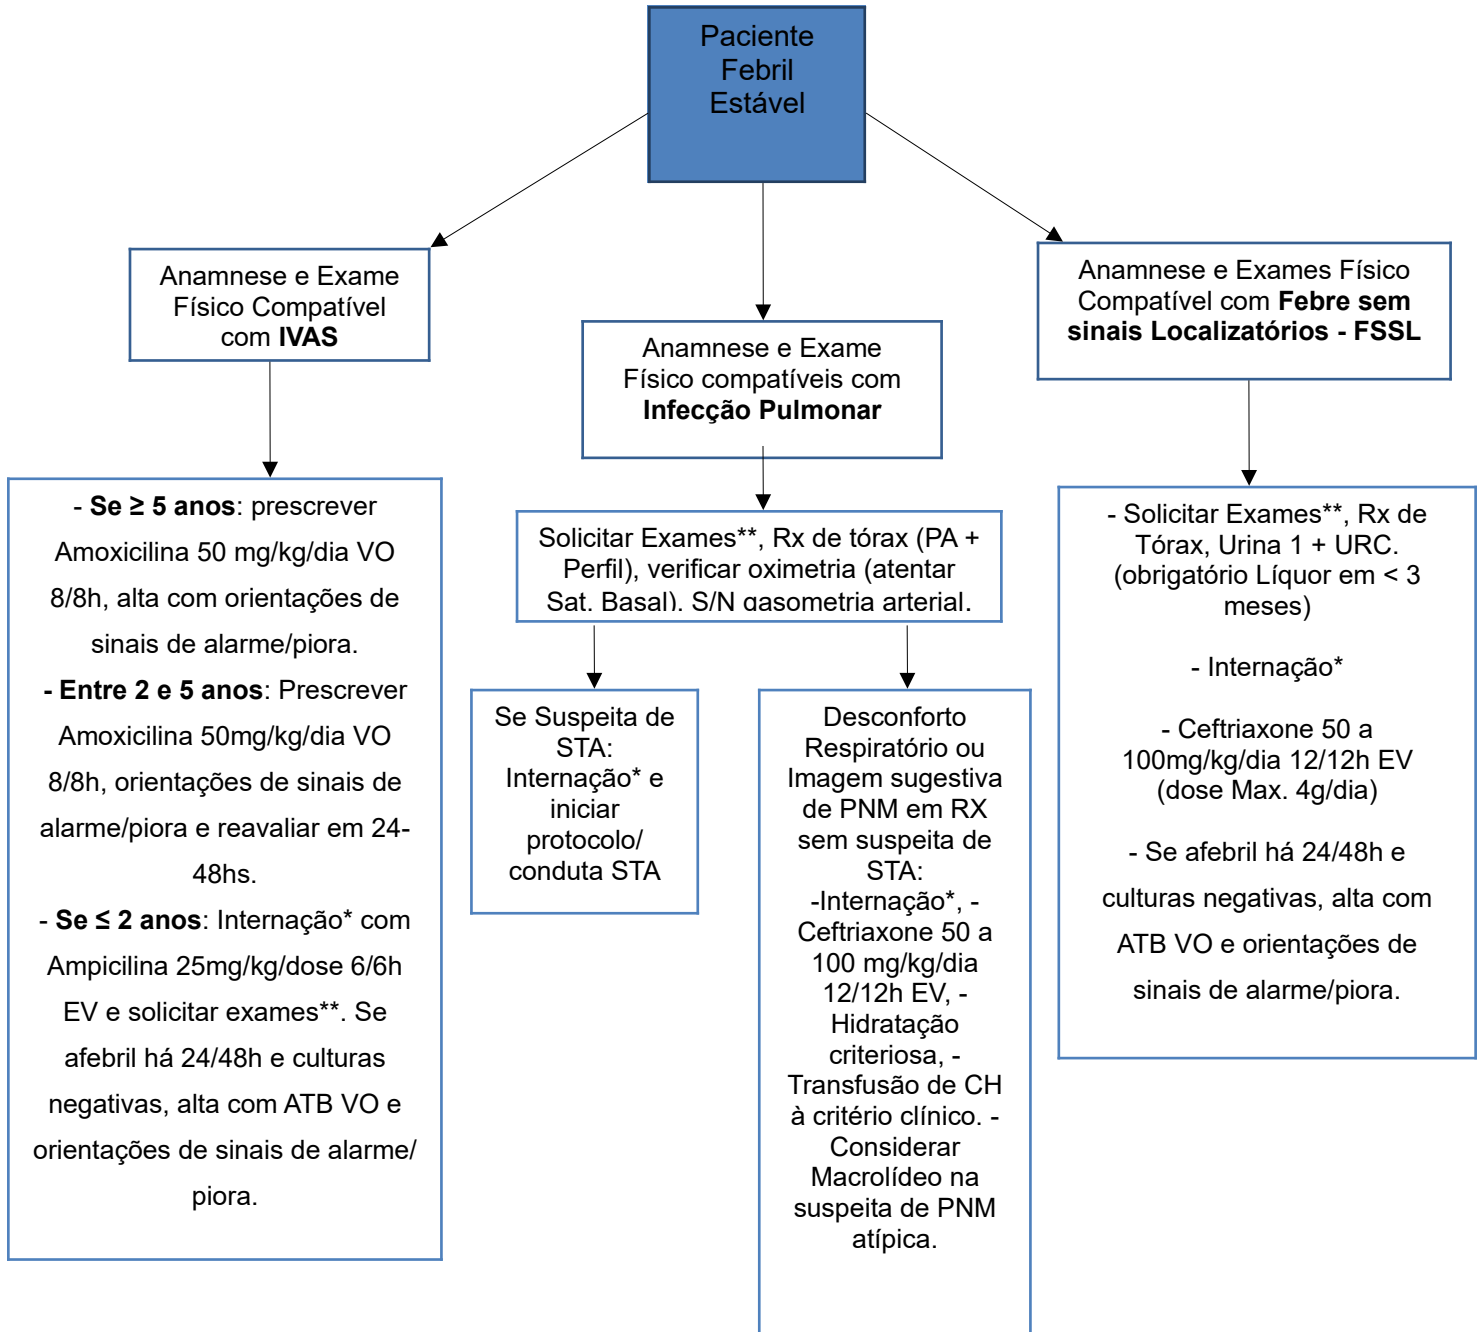 Paciente
Febril
Estável
Anamnese e Exame
Físico Compatível
com IVAS
- Se ≥ 5 anos: prescrever
Amoxicilina 50 mg/kg/dia VO
8/8h, alta com orientações de
sinais de alarme/piora.
- Entre 2 e 5 anos: Prescrever
Amoxicilina 50mg/kg/dia VO
8/8h, orientações de sinais de
alarme/piora e reavaliar em 24-
48hs.
- Se ≤ 2 anos: Internação* com
Ampicilina 25mg/kg/dose 6/6h
EV e solicitar exames**. Se
afebril há 24/48h e culturas
negativas, alta com ATB VO e
orientações de sinais de alarme/
piora.
Anamnese e Exame
Físico compatíveis com
Infecção Pulmonar
Solicitar Exames**, Rx de tórax (PA +
Perfil), verificar oximetria (atentar
Sat. Basal). S/N gasometria arterial.
Se Suspeita de
STA:
Internação* e
iniciar
protocolo/
conduta STA
Desconforto
Respiratório ou
Imagem sugestiva
de PNM em RX
sem suspeita de
STA:
-Internação*, -
Ceftriaxone 50 a
100 mg/kg/dia
12/12h EV, -
Hidratação
criteriosa, -
Transfusão de CH
à critério clínico. -
Considerar
Macrolídeo na
suspeita de PNM
atípica.
Anamnese e Exames Físico
Compatível com Febre sem
sinais Localizatórios - FSSL
- Solicitar Exames**, Rx de
Tórax, Urina 1 + URC.
(obrigatório Líquor em < 3
meses)
- Internação*
- Ceftriaxone 50 a
100mg/kg/dia 12/12h EV
(dose Max. 4g/dia)
- Se afebril há 24/48h e
culturas negativas, alta com
ATB VO e orientações de
sinais de alarme/piora.